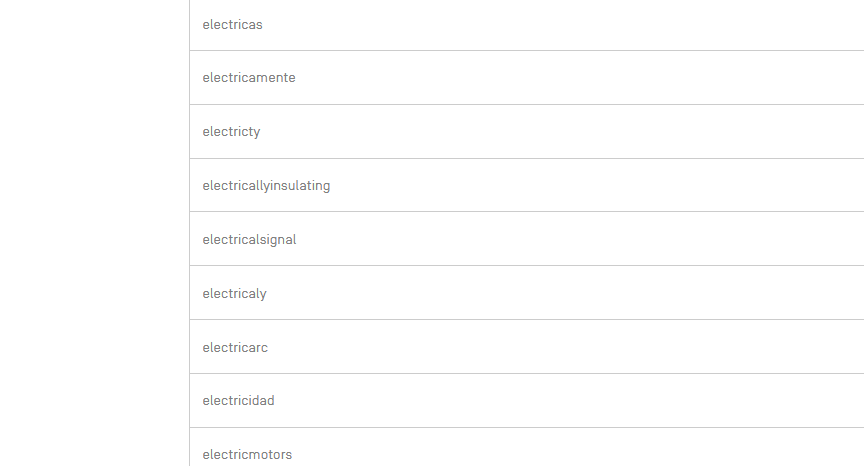 electricas
electricamente
electricty
electricallyinsulating
electricalsignal
electricaly
electricarc
electricidad
electricmotors